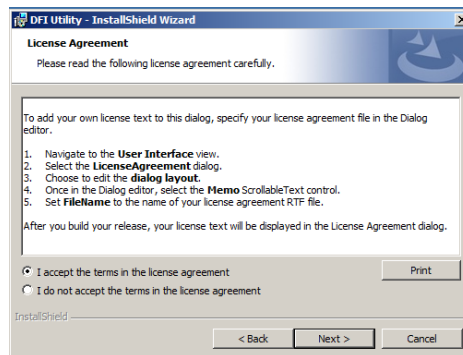 DFI Utility - InstallShield Wizard
License Agreement
Please read the following license agreement carefully.
To add your own license text to this dialog, specify your license agreement file in the Dialog
editor.
1. Navigate to the User Interface view.
2. Select the LicenseAgreement dialog.
3. Choose to edit the dialog layout.
4. Once in the Dialog editor, select the Memo ScrollableText control.
5. Set FileName to the name of your license agreement RTF file.
After you build your release, your license text will be displayed in the License Agreement dialog.
I accept the terms in the license agreement
Print
I do not accept the terms in the license agreement
InstallShield
< Back
Next >
Cancel